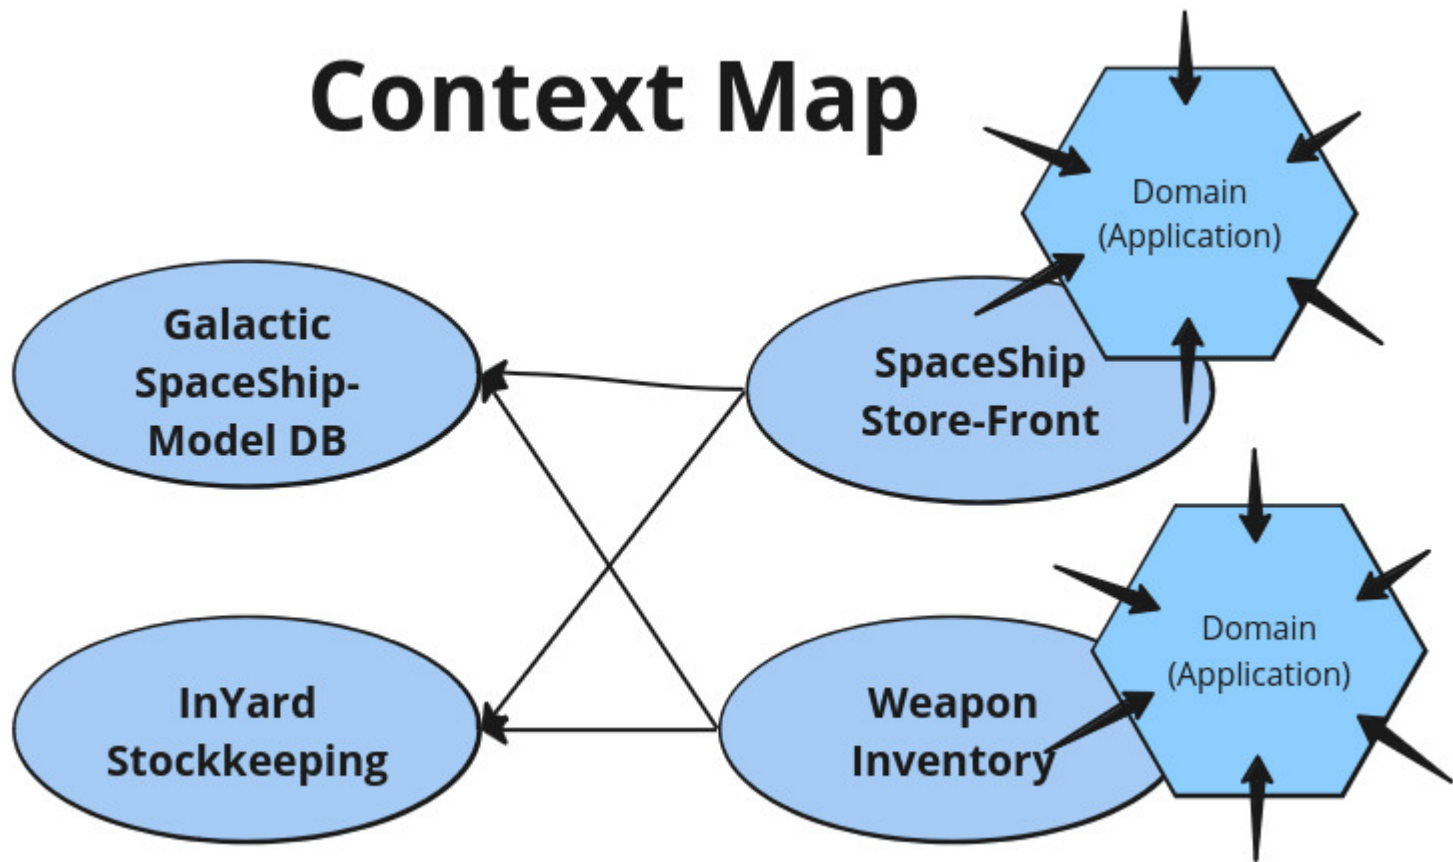 Context Map
Domain
(Application)
Galactic
SpaceShip-
Model DB
SpaceShip
Store-Front
Domain
(Application)
InYard
Stockkeeping
Weapon
Inventory